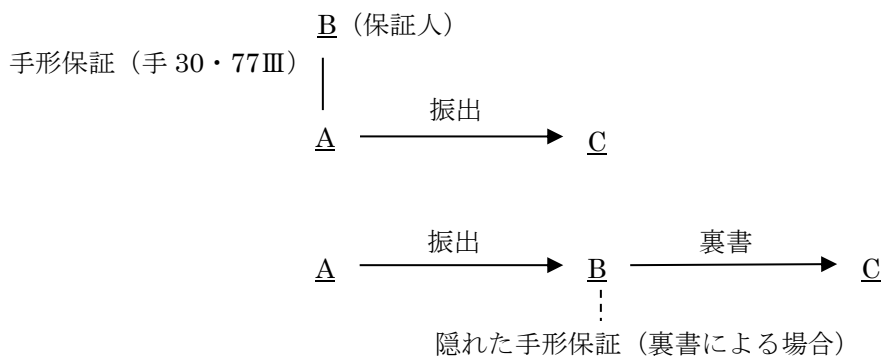 B（保証人）
手形保証（手 30・77Ⅲ）
振出
A C
振出 裏書
A B C
隠れた手形保証（裏書による場合）